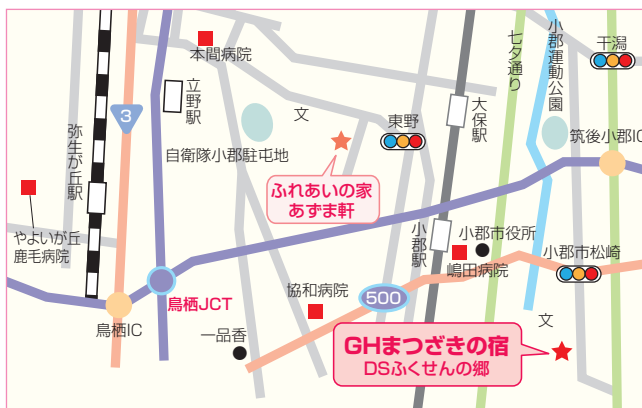 本間病院
立野駅
3
弥生が丘駅
やよいが丘
鹿毛病院
自衛隊小郡駐屯地
文
東野
ふれあいの家
あずま軒
大保駅
七夕通り
小郡運動公園
干潟
筑後小郡IC
小郡駅
小郡市役所
嶋田病院
小郡市松崎
鳥栖JCT
鳥栖IC
協和病院
500
一品香
文
GHまつざきの宿
DSふくせんの郷